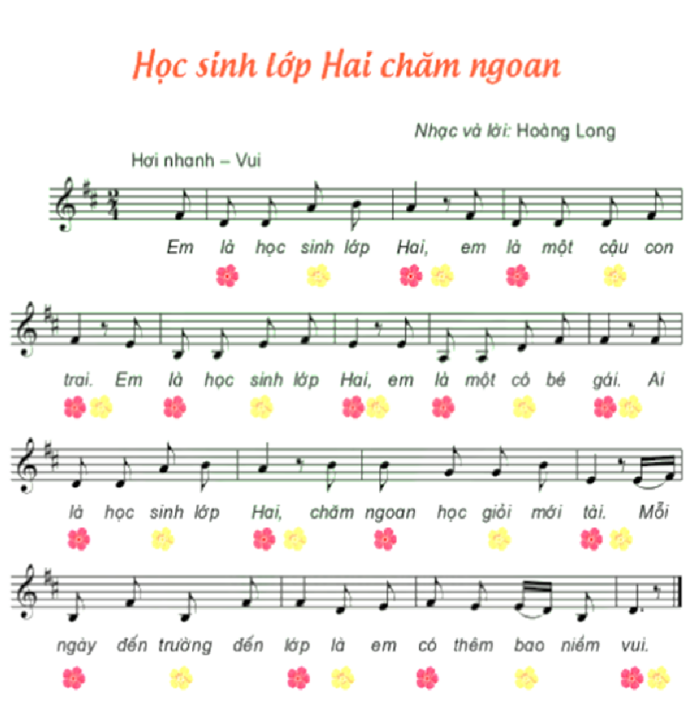 Học sinh lớp Hai chăm ngoan
Nhạc và lời: Hoàng Long
Hơi nhanh – Vui
2
4
Em là học sinh lớp Hai, em là một cậu con
trai. Em là học sinh lớp Hai, em là một cô bé gái. Ai
là học sinh lớp Hai, chăm ngoan học giỏi mới tài. Mỗi
ngày đến trường đến lớp là em có thêm bao niềm vui.